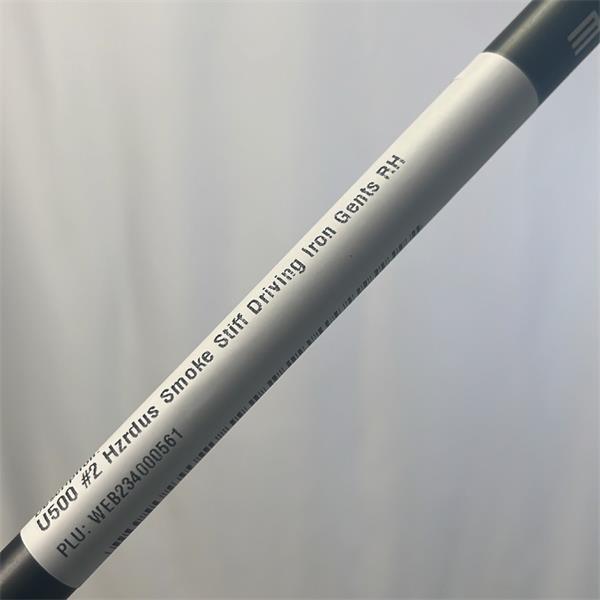 U500 #2 Hzrdus Smoke Stiff Driving Iron Gents RH
PLU: WEB234000561